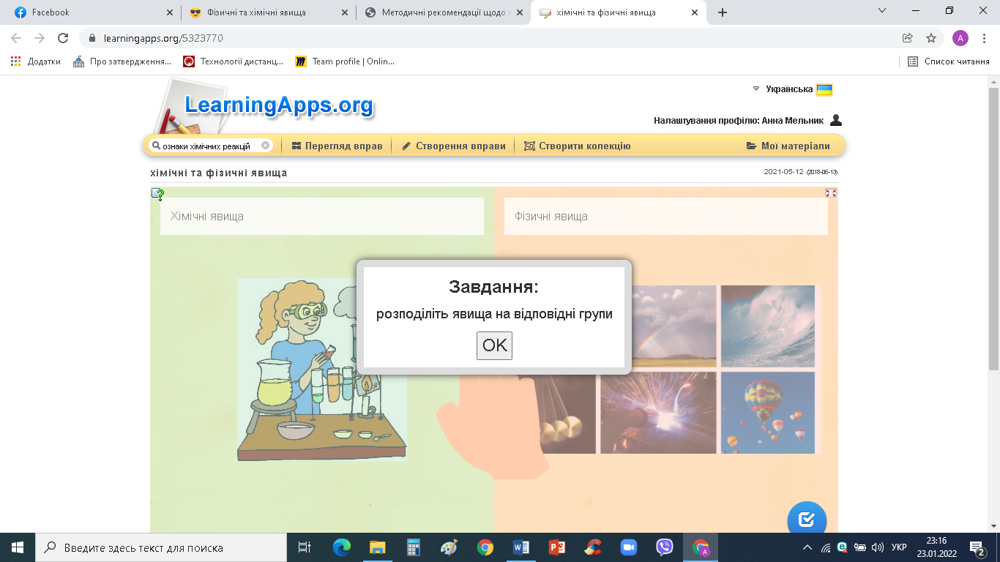 Facebook
Фізичні та хімічні явища
Методичні рекомендації щодо
хімічні та фізичні явища
learningapps.org/5323770
A
Додатки
Про затвердження...
Технології дистанц...
Team profile | Onlin...
Список читання
LearningApps.org
Українська
Налаштування профілю: Анна Мельник
ознаки хімічних реакцій
Перегляд вправ
Створення вправи
Створити колекцію
Мої матеріали
хімічні та фізичні явища
2021-05-12 (2018-06-13)
Хімічні явища
Фізичні явища
Завдання:
розподіліть явища на відповідні групи
OK
Введите здесь текст для поиска
УКР
23:16
23.01.2022
2